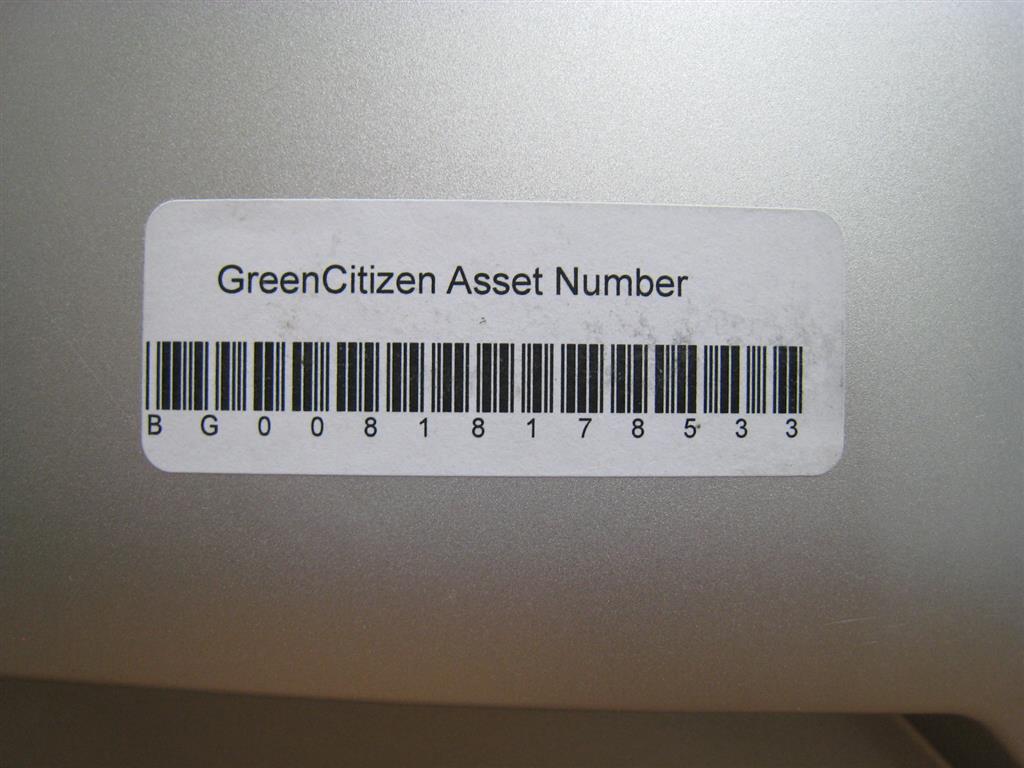 GreenCitizen Asset Number
B G 0 0 8 1 8 1 7 8 5 3 3